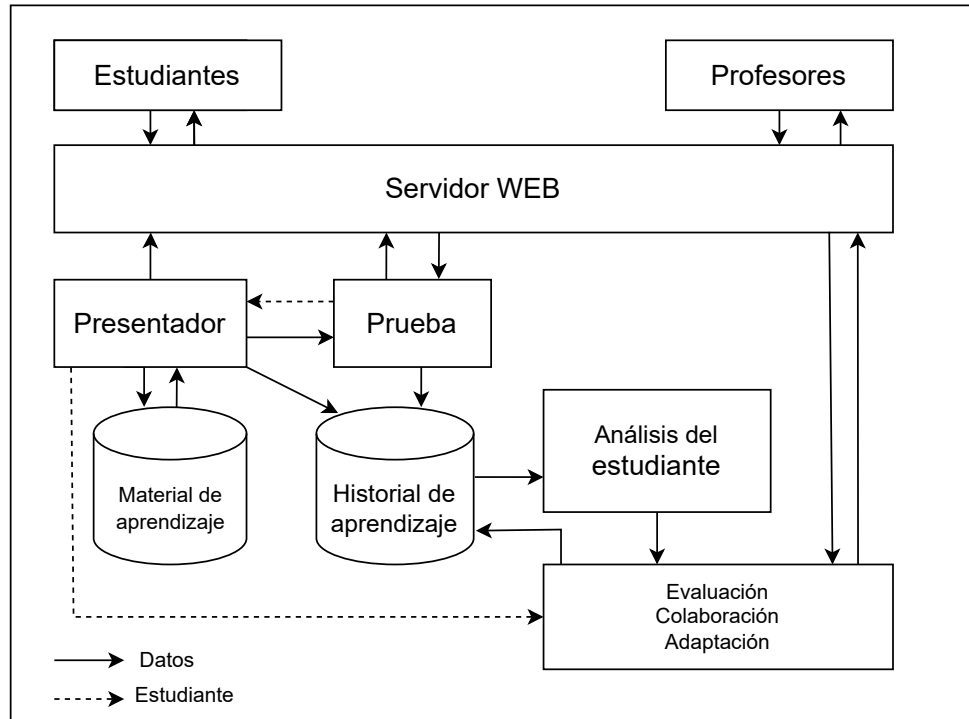 Estudiantes
Profesores
Servidor WEB
Presentador
Prueba
Material de
aprendizaje
Historial de
aprendizaje
Análisis del
estudiante
Evaluación
Colaboración
Adaptación
Datos
Estudiante